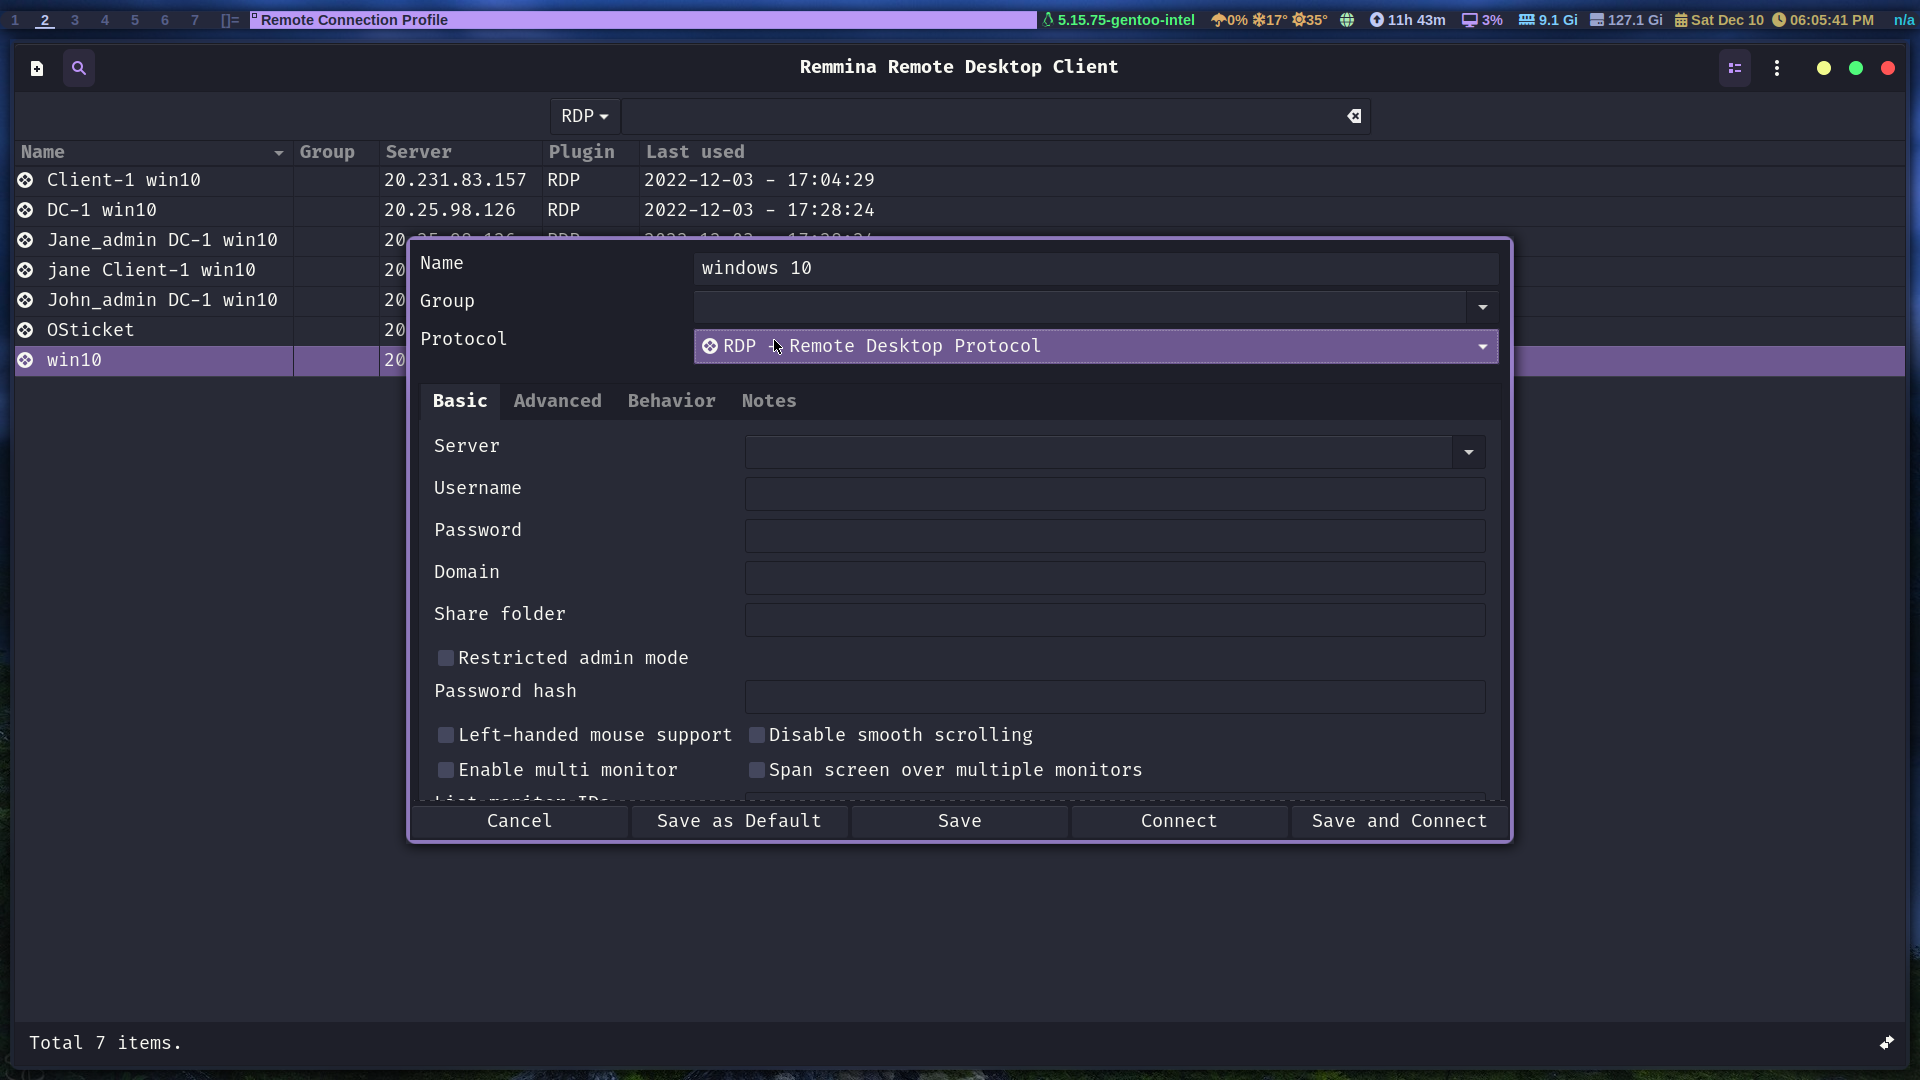 1 2 3 4 5 6 7 []= Remote Connection Profile 5.15.75-gentoo-intel 0% 17° 35° 11h 43m 3% 9.1 Gi 127.1 Gi Sat Dec 10 06:05:41 PM n/a
Remmina Remote Desktop Client
RDP
Name Group Server Plugin Last used
Client-1 win10 20.231.83.157 RDP 2022-12-03 - 17:04:29
DC-1 win10 20.25.98.126 RDP 2022-12-03 - 17:28:24
Jane_admin DC-1 win10 20
jane Client-1 win10 20
John_admin DC-1 win10 20
OSticket 20
win10 20
Name windows 10
Group
Protocol RDP - Remote Desktop Protocol
Basic Advanced Behavior Notes
Server
Username
Password
Domain
Share folder
Restricted admin mode
Password hash
Left-handed mouse support Disable smooth scrolling
Enable multi monitor Span screen over multiple monitors
List monitor IDs
Cancel Save as Default Save Connect Save and Connect
Total 7 items.